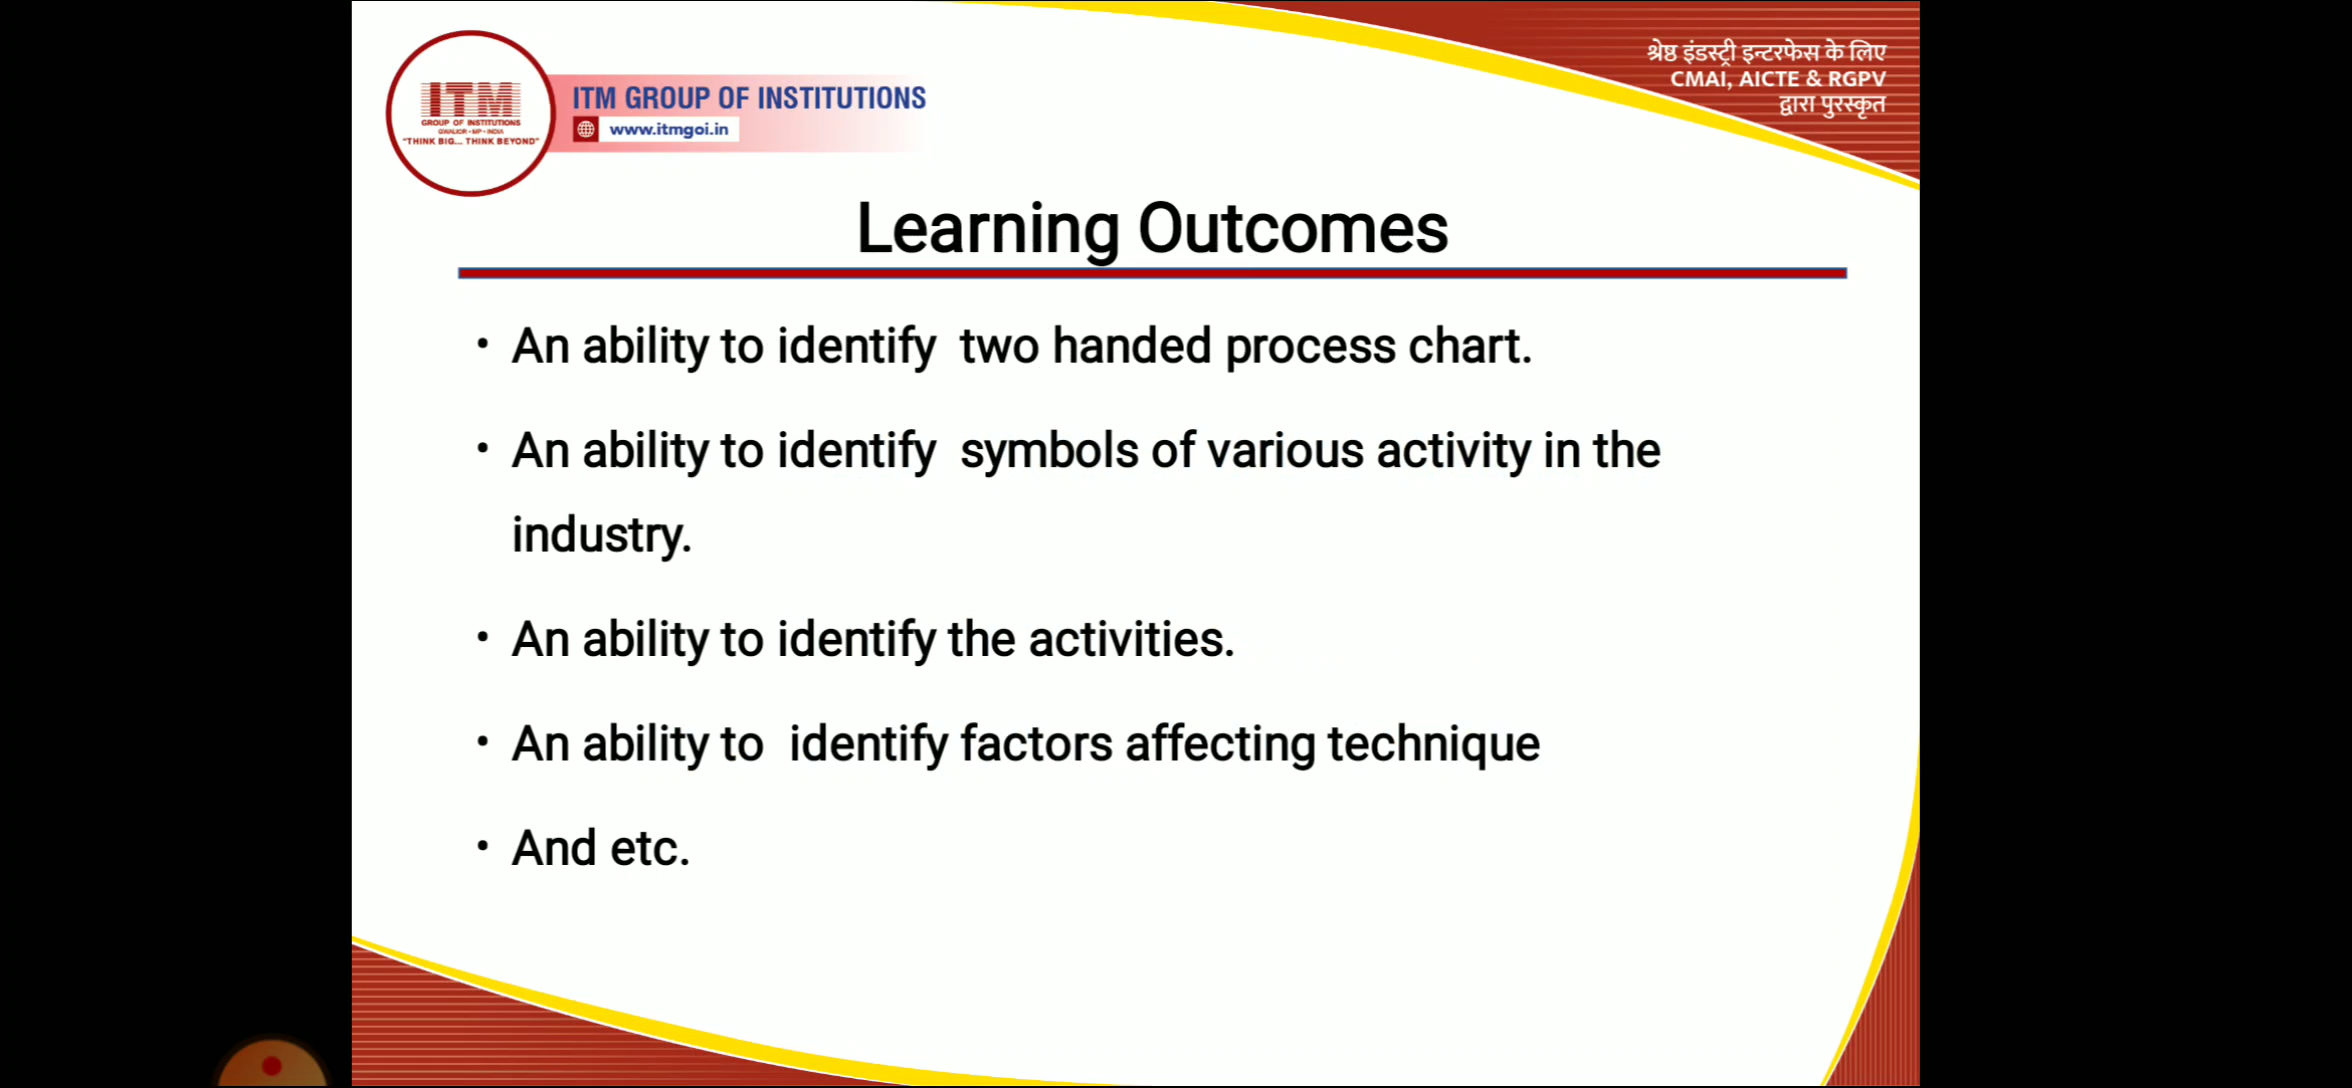 ITM
GROUP OF INSTITUTIONS
GWALIOR • MP • INDIA
"THINK BIG... THINK BEYOND"
ITM GROUP OF INSTITUTIONS
www.itmgoi.in
श्रेष्ठ इंडस्ट्री इन्टरफेस के लिए
CMAI, AICTE & RGPV
द्वारा पुरस्कृत
Learning Outcomes
• An ability to identify two handed process chart.
• An ability to identify symbols of various activity in the
industry.
• An ability to identify the activities.
• An ability to identify factors affecting technique
• And etc.